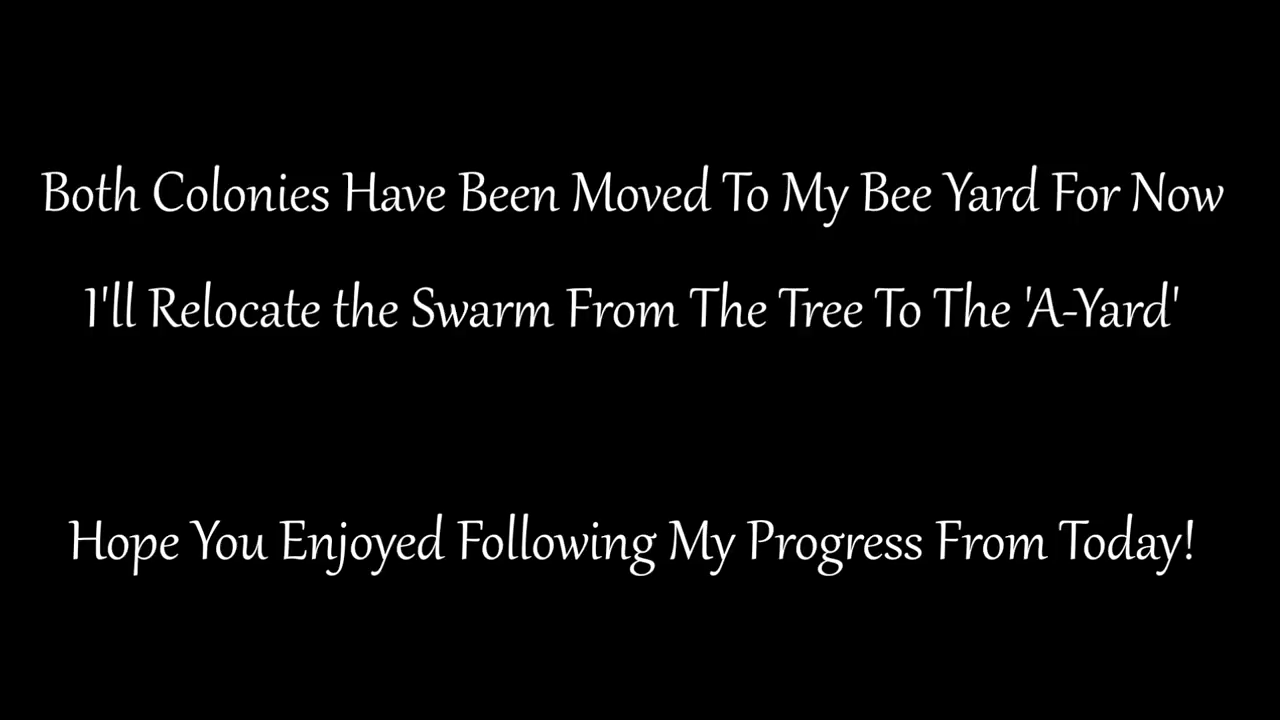 Both Colonies Have Been Moved To My Bee Yard For Now
I'll Relocate the Swarm From The Tree To The 'A-Yard'
Hope You Enjoyed Following My Progress From Today!